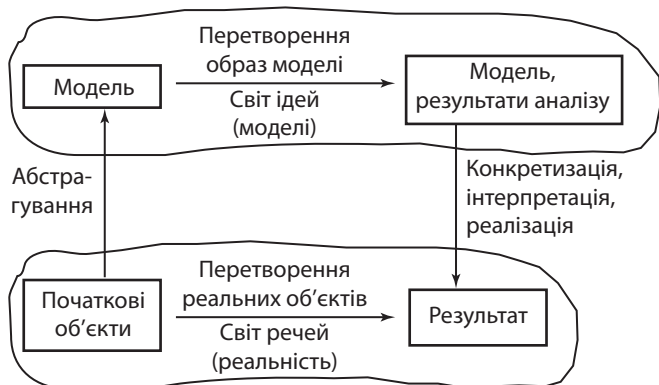 Перетворення
образ моделі
Модель
Світ ідей
(моделі)
Модель,
результати аналізу
Абстра-
гування
Конкретизація,
інтерпретація,
реалізація
Початкові
об’єкти
Перетворення
реальних об’єктів
Світ речей
(реальність)
Результат